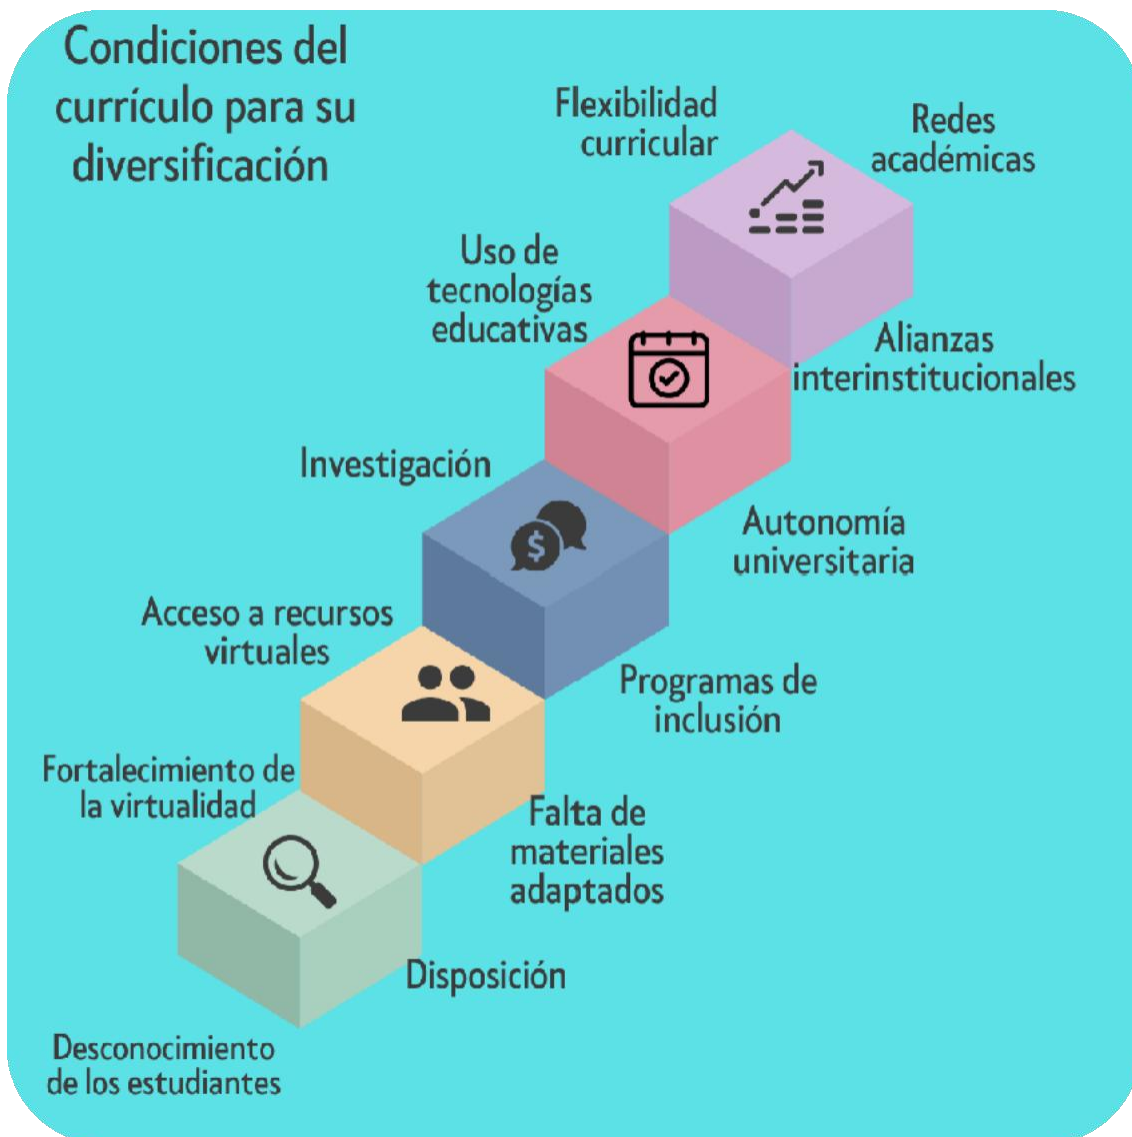 Condiciones del
currículo para su
diversificación
Flexibilidad
curricular
Redes
académicas
Uso de
tecnologías
educativas
Alianzas
interinstitucionales
Investigación
Autonomía
universitaria
Acceso a recursos
virtuales
Programas de
inclusión
Fortalecimiento de
la virtualidad
Falta de
materiales
adaptados
Disposición
Desconocimiento
de los estudiantes